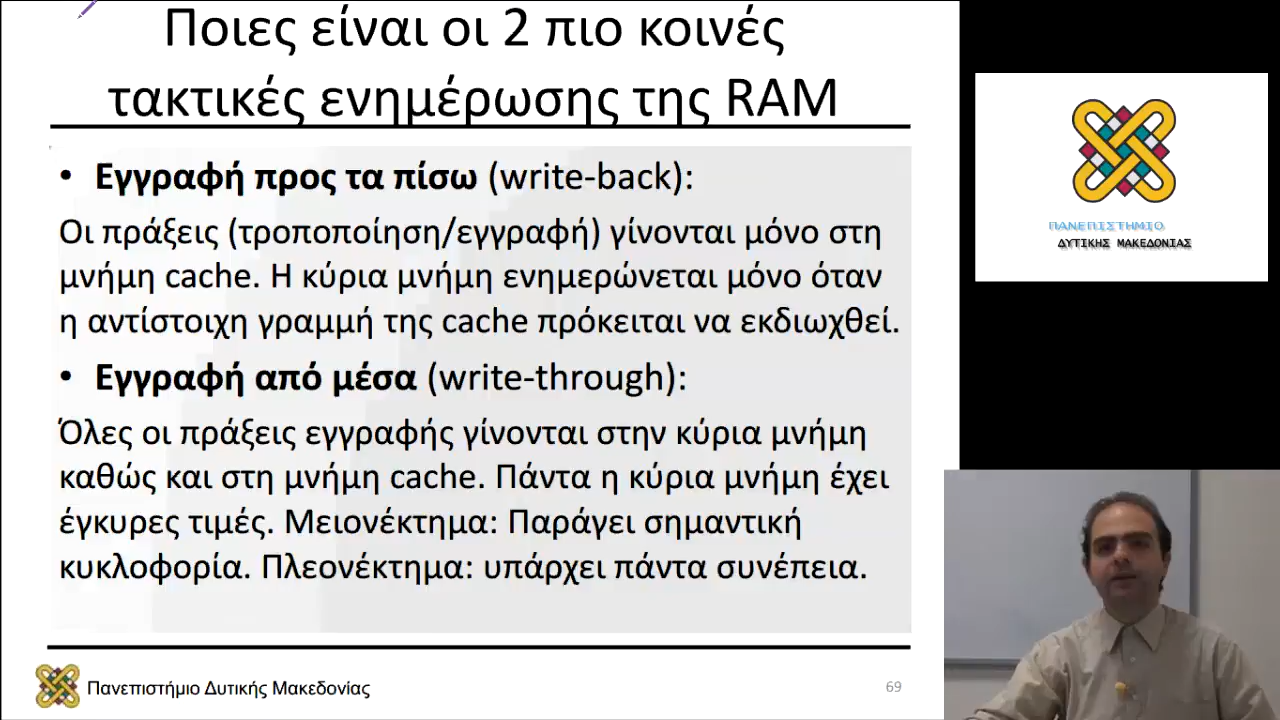 Ποιες είναι οι 2 πιο κοινές
τακτικές ενημέρωσης της RAM
• Εγγραφή προς τα πίσω (write-back):
Οι πράξεις (τροποποίηση/εγγραφή) γίνονται μόνο στη
μνήμη cache. Η κύρια μνήμη ενημερώνεται μόνο όταν
η αντίστοιχη γραμμή της cache πρόκειται να εκδιωχθεί.
• Εγγραφή από μέσα (write-through):
Όλες οι πράξεις εγγραφής γίνονται στην κύρια μνήμη
καθώς και στη μνήμη cache. Πάντα η κύρια μνήμη έχει
έγκυρες τιμές. Μειονέκτημα: Παράγει σημαντική
κυκλοφορία. Πλεονέκτημα: υπάρχει πάντα συνέπεια.
Πανεπιστήμιο Δυτικής Μακεδονίας
69
ΠΑΝΕΠΙΣΤΗΜΙΟ
ΔΥΤΙΚΗΣ ΜΑΚΕΔΟΝΙΑΣ